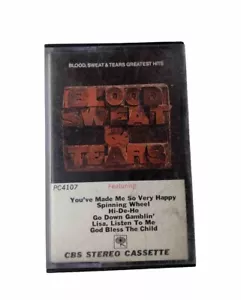 BLOOD, SWEAT & TEARS GREATEST HITS
BLOOD
SWEAT
&
TEARS
PC4107
Featuring
You've Made Me So Very Happy
Spinning Wheel
Hi-De-Ho
Go Down Gamblin'
Lisa, Listen To Me
God Bless The Child
CBS STEREO CASSETTE